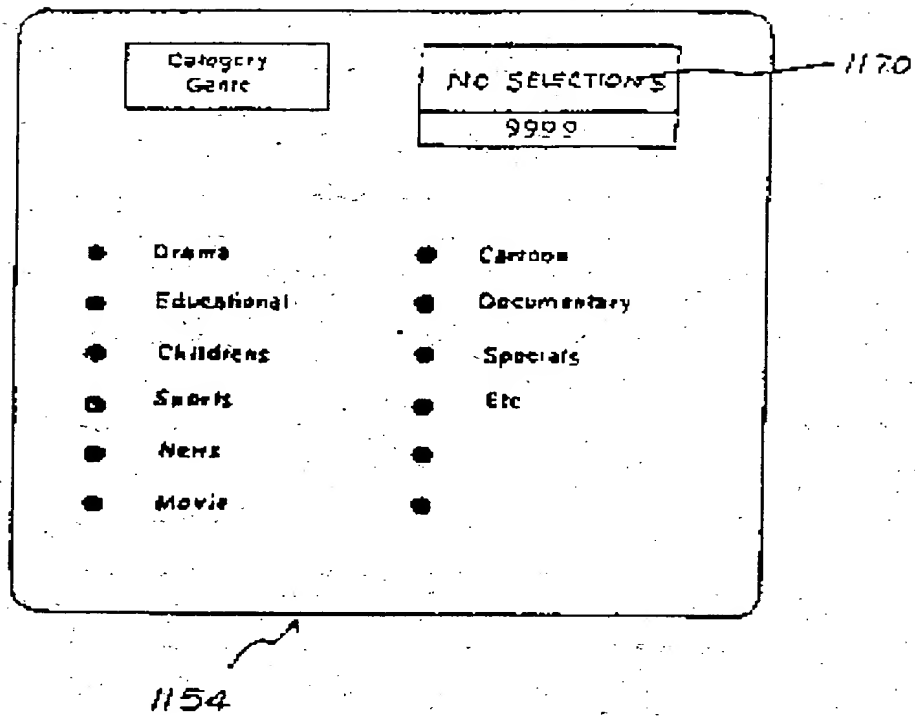 Category
Genre
NO SELECTIONS
1170
9999
Drama
Educational
Childrens
Sports
News
Movie
Cartoon
Documentary
Specials
Etc
1154